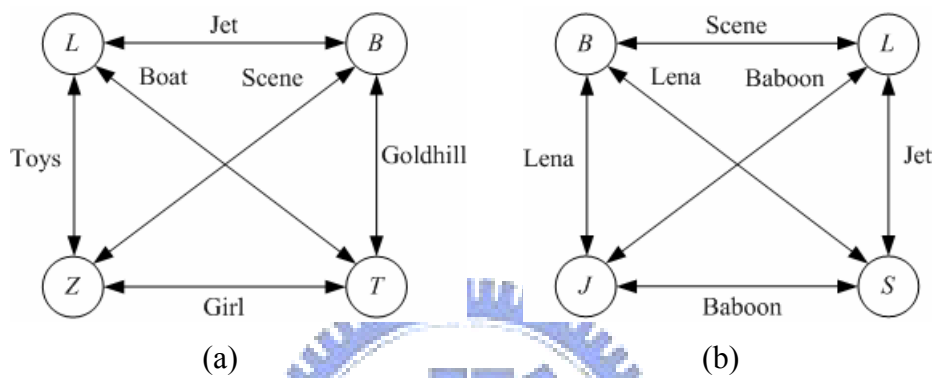 L Jet B
Boat Scene
Toys Goldhill
Z Girl T
(a)
B Scene L
Lena Baboon
Lena Jet
J Baboon S
(b)